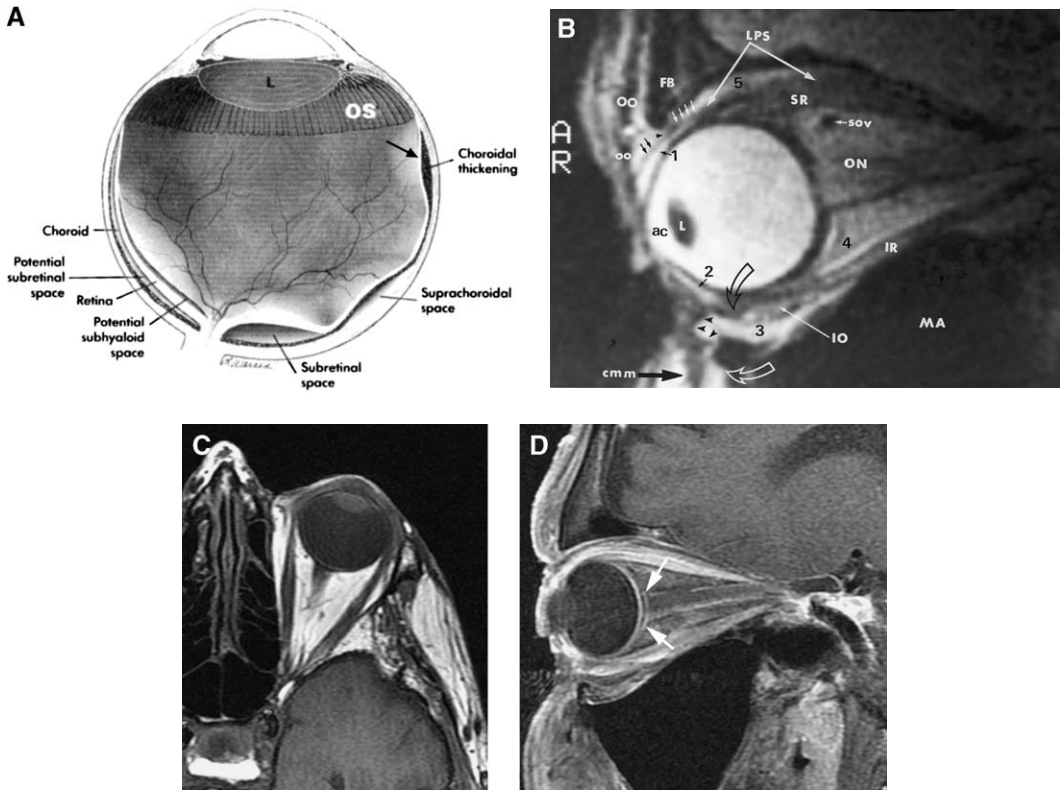 A
L
c
OS
Choroidal
thickening
Choroid
Potential
subretinal
space
Retina
Potential
subhyaloid
space
Suprachoroidal
space
Subretinal
space
B
LPS
FB
5
Oo
SR
sov
A
R
oo
1
ON
ac
L
4
IR
2
3
IO
MA
cmm
C
D